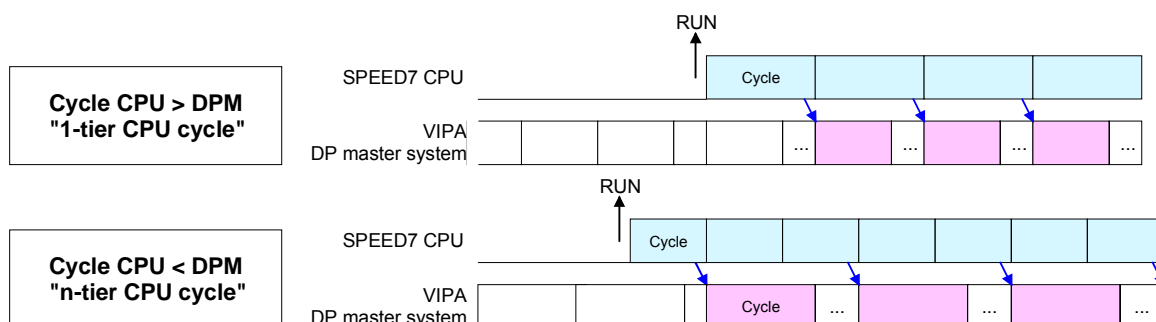 RUN
SPEED7 CPU
Cycle
Cycle CPU > DPM
"1-tier CPU cycle"
VIPA
DP master system
...
...
...
...
RUN
SPEED7 CPU
Cycle
Cycle CPU < DPM
"n-tier CPU cycle"
VIPA
DP master system
Cycle
...
...
...